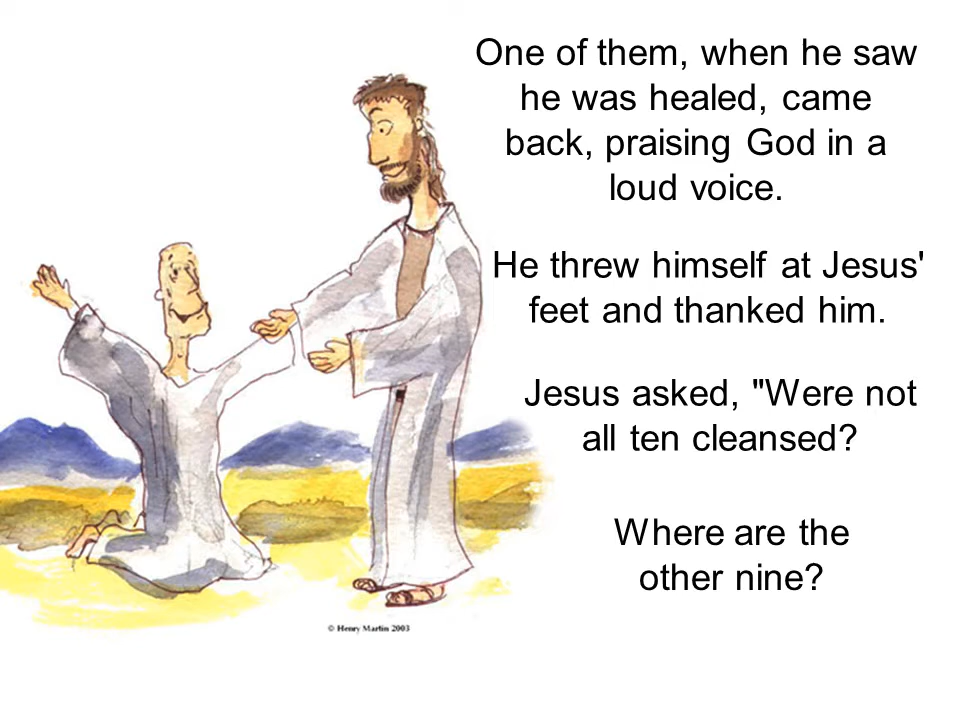 One of them, when he saw
he was healed, came
back, praising God in a
loud voice.
He threw himself at Jesus'
feet and thanked him.
Jesus asked, "Were not
all ten cleansed?
Where are the
other nine?
© Henry Martin 2003